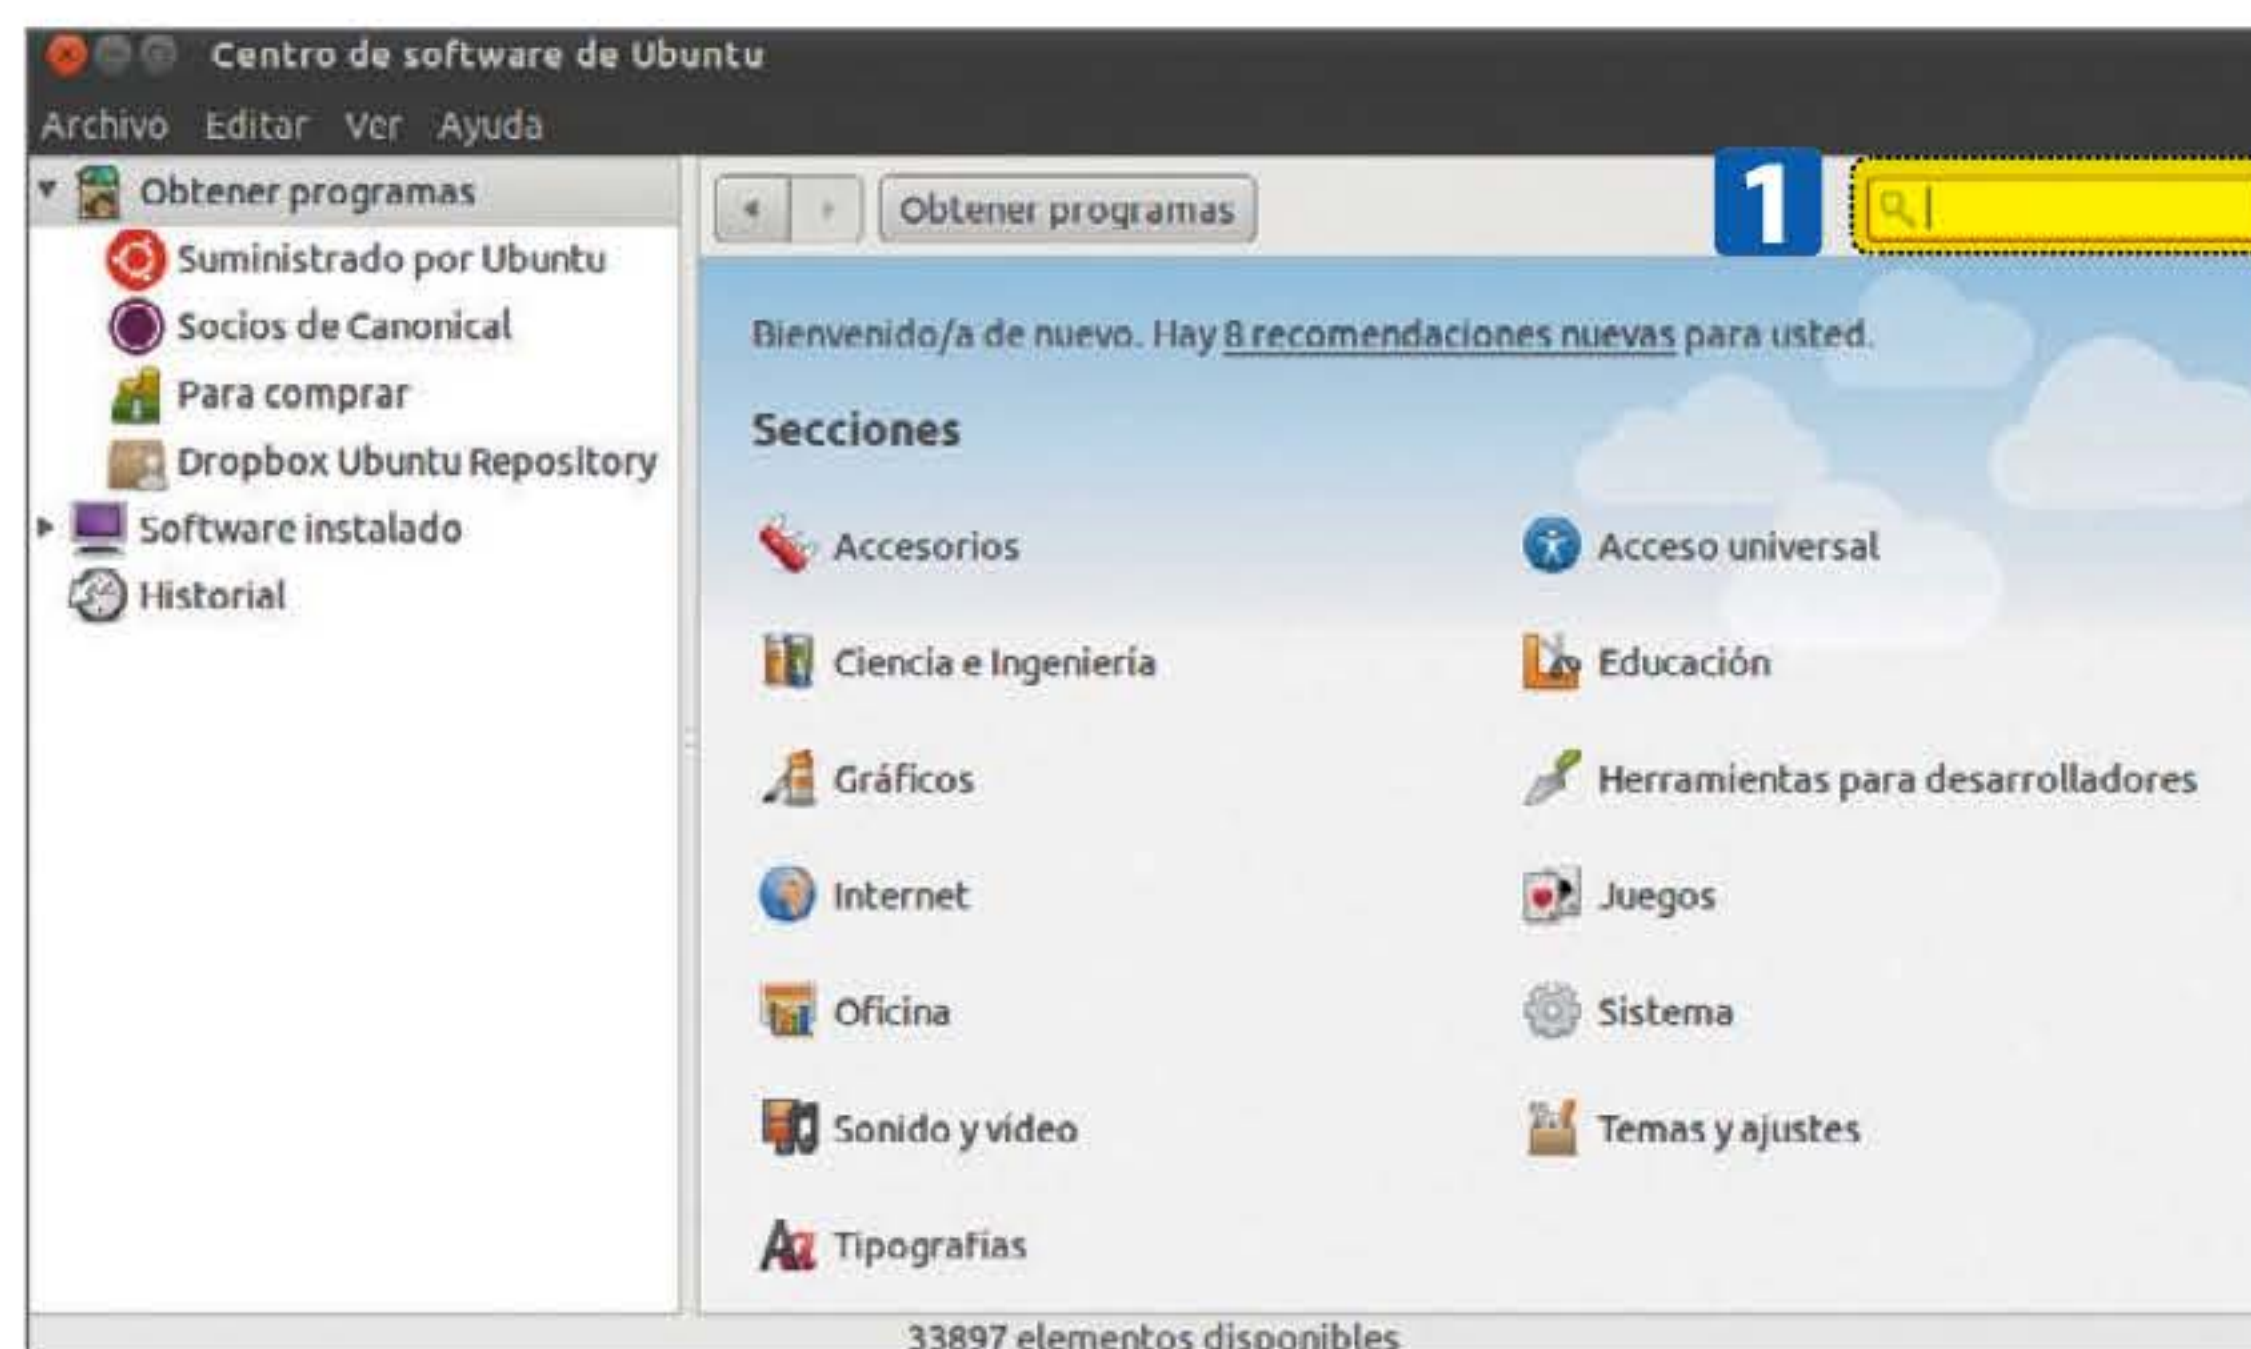 Centro de software de Ubuntu
Archivo Editar Ver Ayuda
Obtener programas
Suministrado por Ubuntu
Socios de Canonical
Para comprar
Dropbox Ubuntu Repository
Software instalado
Historial
Obtener programas
1
Bienvenido/a de nuevo. Hay 8 recomendaciones nuevas para usted.
Secciones
Accesorios
Acceso universal
Ciencia e Ingeniería
Educación
Gráficos
Herramientas para desarrolladores
Internet
Juegos
Oficina
Sistema
Sonido y vídeo
Temas y ajustes
Tipografías
33897 elementos disponibles